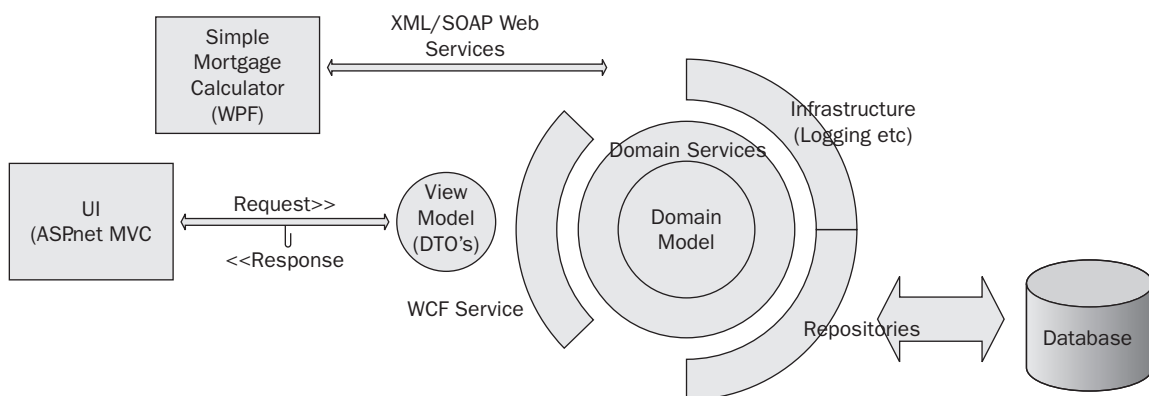 Simple
Mortgage
Calculator
(WPF)
XML/SOAP Web
Services
Infrastructure
(Logging etc)
Domain Services
Domain
Model
UI
(ASP.net MVC
Request>>
<<Response
View
Model
(DTO's)
WCF Service
Repositories
Database